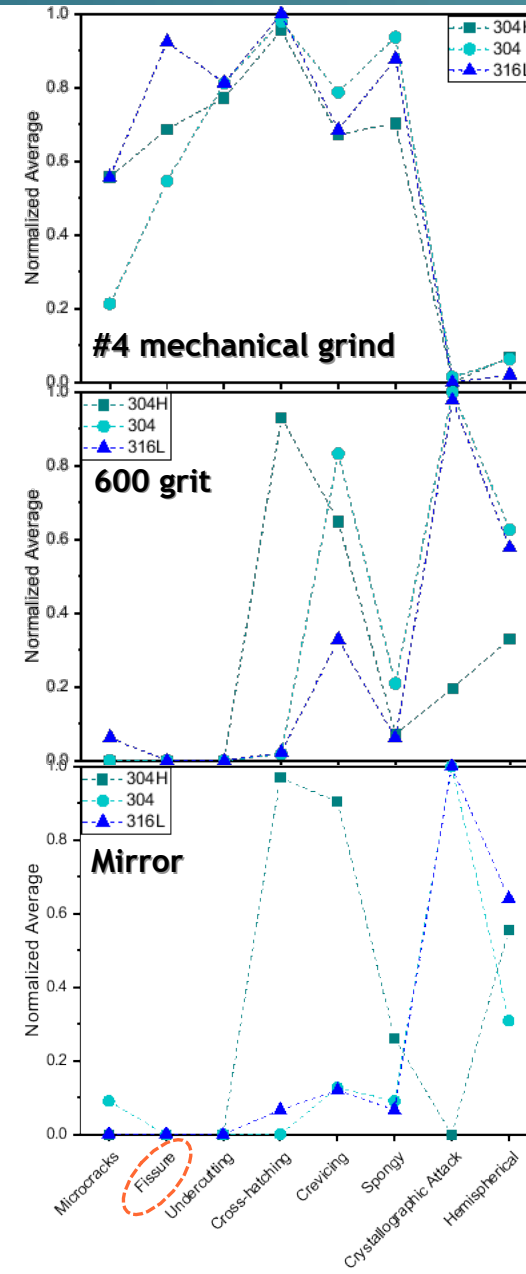 1.0
0.8
0.6
0.4
0.2
0.0
Normalized Average
304H
304
316L
#4 mechanical grind
1.0
0.8
0.6
0.4
0.2
0.0
Normalized Average
304H
304
316L
600 grit
1.0
0.8
0.6
0.4
0.2
0.0
Normalized Average
304H
304
316L
Mirror
Microcracks
Fissure
Undercutting
Cross-hatching
Crevicing
Spongy
Crystallographic Attack
Hemispherical